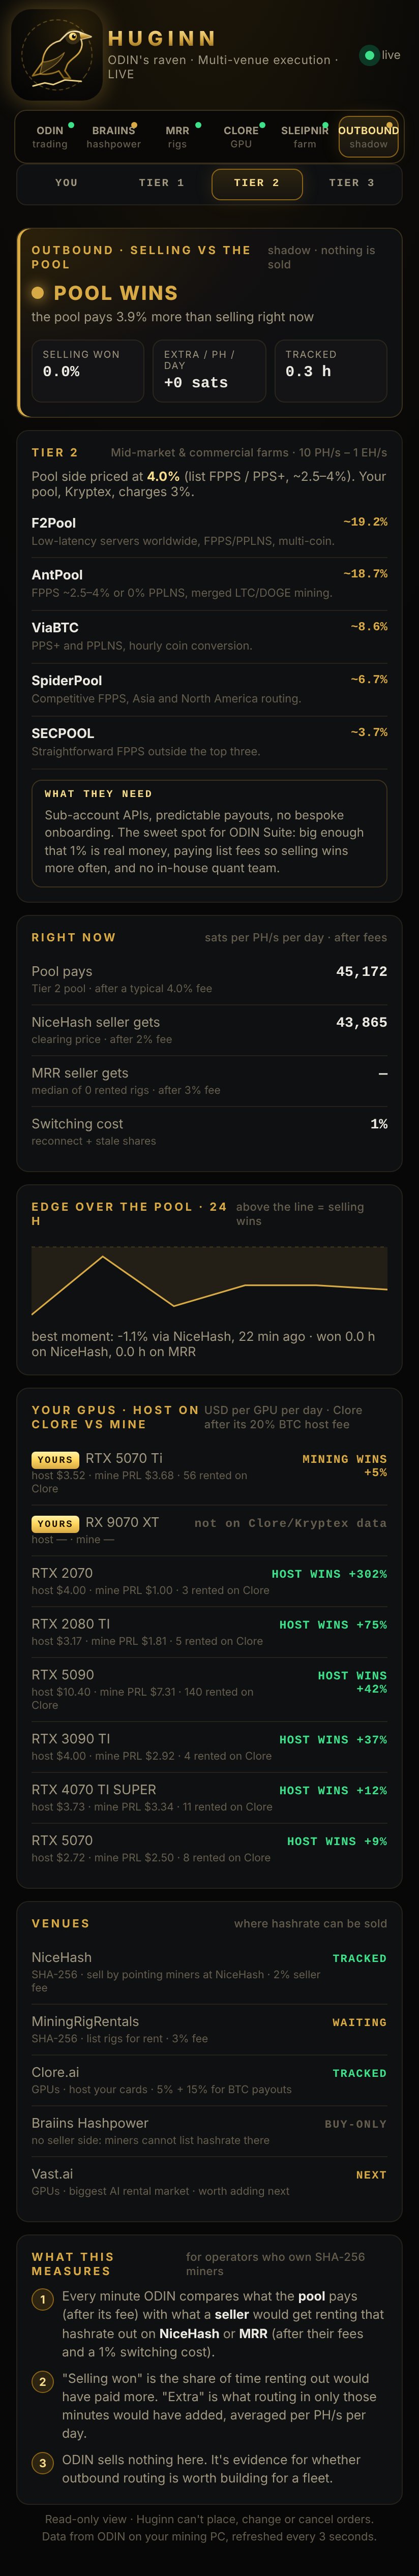 HUGINN
ODIN's raven · Multi-venue execution ·
LIVE
live
ODIN
trading
BRAIINS
hashpower
MRR
rigs
CLORE
GPU
SLEIPNIR
farm
OUTBOUND
shadow
YOU
TIER 1
TIER 2
TIER 3
OUTBOUND · SELLING VS THE
POOL
shadow · nothing is
sold
POOL WINS
the pool pays 3.9% more than selling right now
SELLING WON
0.0%
EXTRA / PH /
DAY
+0 sats
TRACKED
0.3 h
TIER 2
Mid-market & commercial farms · 10 PH/s – 1 EH/s
Pool side priced at 4.0% (list FPPS / PPS+, ~2.5–4%). Your
pool, Kryptex, charges 3%.
F2Pool
~19.2%
Low-latency servers worldwide, FPPS/PPLNS, multi-coin.
AntPool
~18.7%
FPPS ~2.5–4% or 0% PPLNS, merged LTC/DOGE mining.
ViaBTC
~8.6%
PPS+ and PPLNS, hourly coin conversion.
SpiderPool
~6.7%
Competitive FPPS, Asia and North America routing.
SECPOOL
~3.7%
Straightforward FPPS outside the top three.
WHAT THEY NEED
Sub-account APIs, predictable payouts, no bespoke
onboarding. The sweet spot for ODIN Suite: big enough
that 1% is real money, paying list fees so selling wins
more often, and no in-house quant team.
RIGHT NOW
sats per PH/s per day · after fees
Pool pays
45,172
Tier 2 pool · after a typical 4.0% fee
NiceHash seller gets
43,865
clearing price · after 2% fee
MRR seller gets
—
median of 0 rented rigs · after 3% fee
Switching cost
1%
reconnect + stale shares
EDGE OVER THE POOL · 24
H
above the line = selling
wins
best moment: -1.1% via NiceHash, 22 min ago · won 0.0 h
on NiceHash, 0.0 h on MRR
YOUR GPUS · HOST ON
CLORE VS MINE
USD per GPU per day · Clore
after its 20% BTC host fee
YOURS RTX 5070 Ti
MINING WINS
+5%
host $3.52 · mine PRL $3.68 · 56 rented on
Clore
YOURS RX 9070 XT
not on Clore/Kryptex data
host — · mine —
RTX 2070
HOST WINS +302%
host $4.00 · mine PRL $1.00 · 3 rented on Clore
RTX 2080 TI
HOST WINS +75%
host $3.17 · mine PRL $1.81 · 5 rented on Clore
RTX 5090
HOST WINS
+42%
host $10.40 · mine PRL $7.31 · 140 rented on
Clore
RTX 3090 TI
HOST WINS +37%
host $4.00 · mine PRL $2.92 · 4 rented on Clore
RTX 4070 TI SUPER
HOST WINS +12%
host $3.73 · mine PRL $3.34 · 11 rented on Clore
RTX 5070
HOST WINS +9%
host $2.72 · mine PRL $2.50 · 8 rented on Clore
VENUES
where hashrate can be sold
NiceHash
TRACKED
SHA-256 · sell by pointing miners at NiceHash · 2% seller
fee
MiningRigRentals
WAITING
SHA-256 · list rigs for rent · 3% fee
Clore.ai
TRACKED
GPUs · host your cards · 5% + 15% for BTC payouts
Braiins Hashpower
BUY-ONLY
no seller side: miners cannot list hashrate there
Vast.ai
NEXT
GPUs · biggest AI rental market · worth adding next
WHAT THIS
MEASURES
for operators who own SHA-256
miners
1
Every minute ODIN compares what the pool pays
(after its fee) with what a seller would get renting that
hashrate out on NiceHash or MRR (after their fees
and a 1% switching cost).
2
"Selling won" is the share of time renting out would
have paid more. "Extra" is what routing in only those
minutes would have added, averaged per PH/s per
day.
3
ODIN sells nothing here. It's evidence for whether
outbound routing is worth building for a fleet.
Read-only view · Huginn can't place, change or cancel orders.
Data from ODIN on your mining PC, refreshed every 3 seconds.